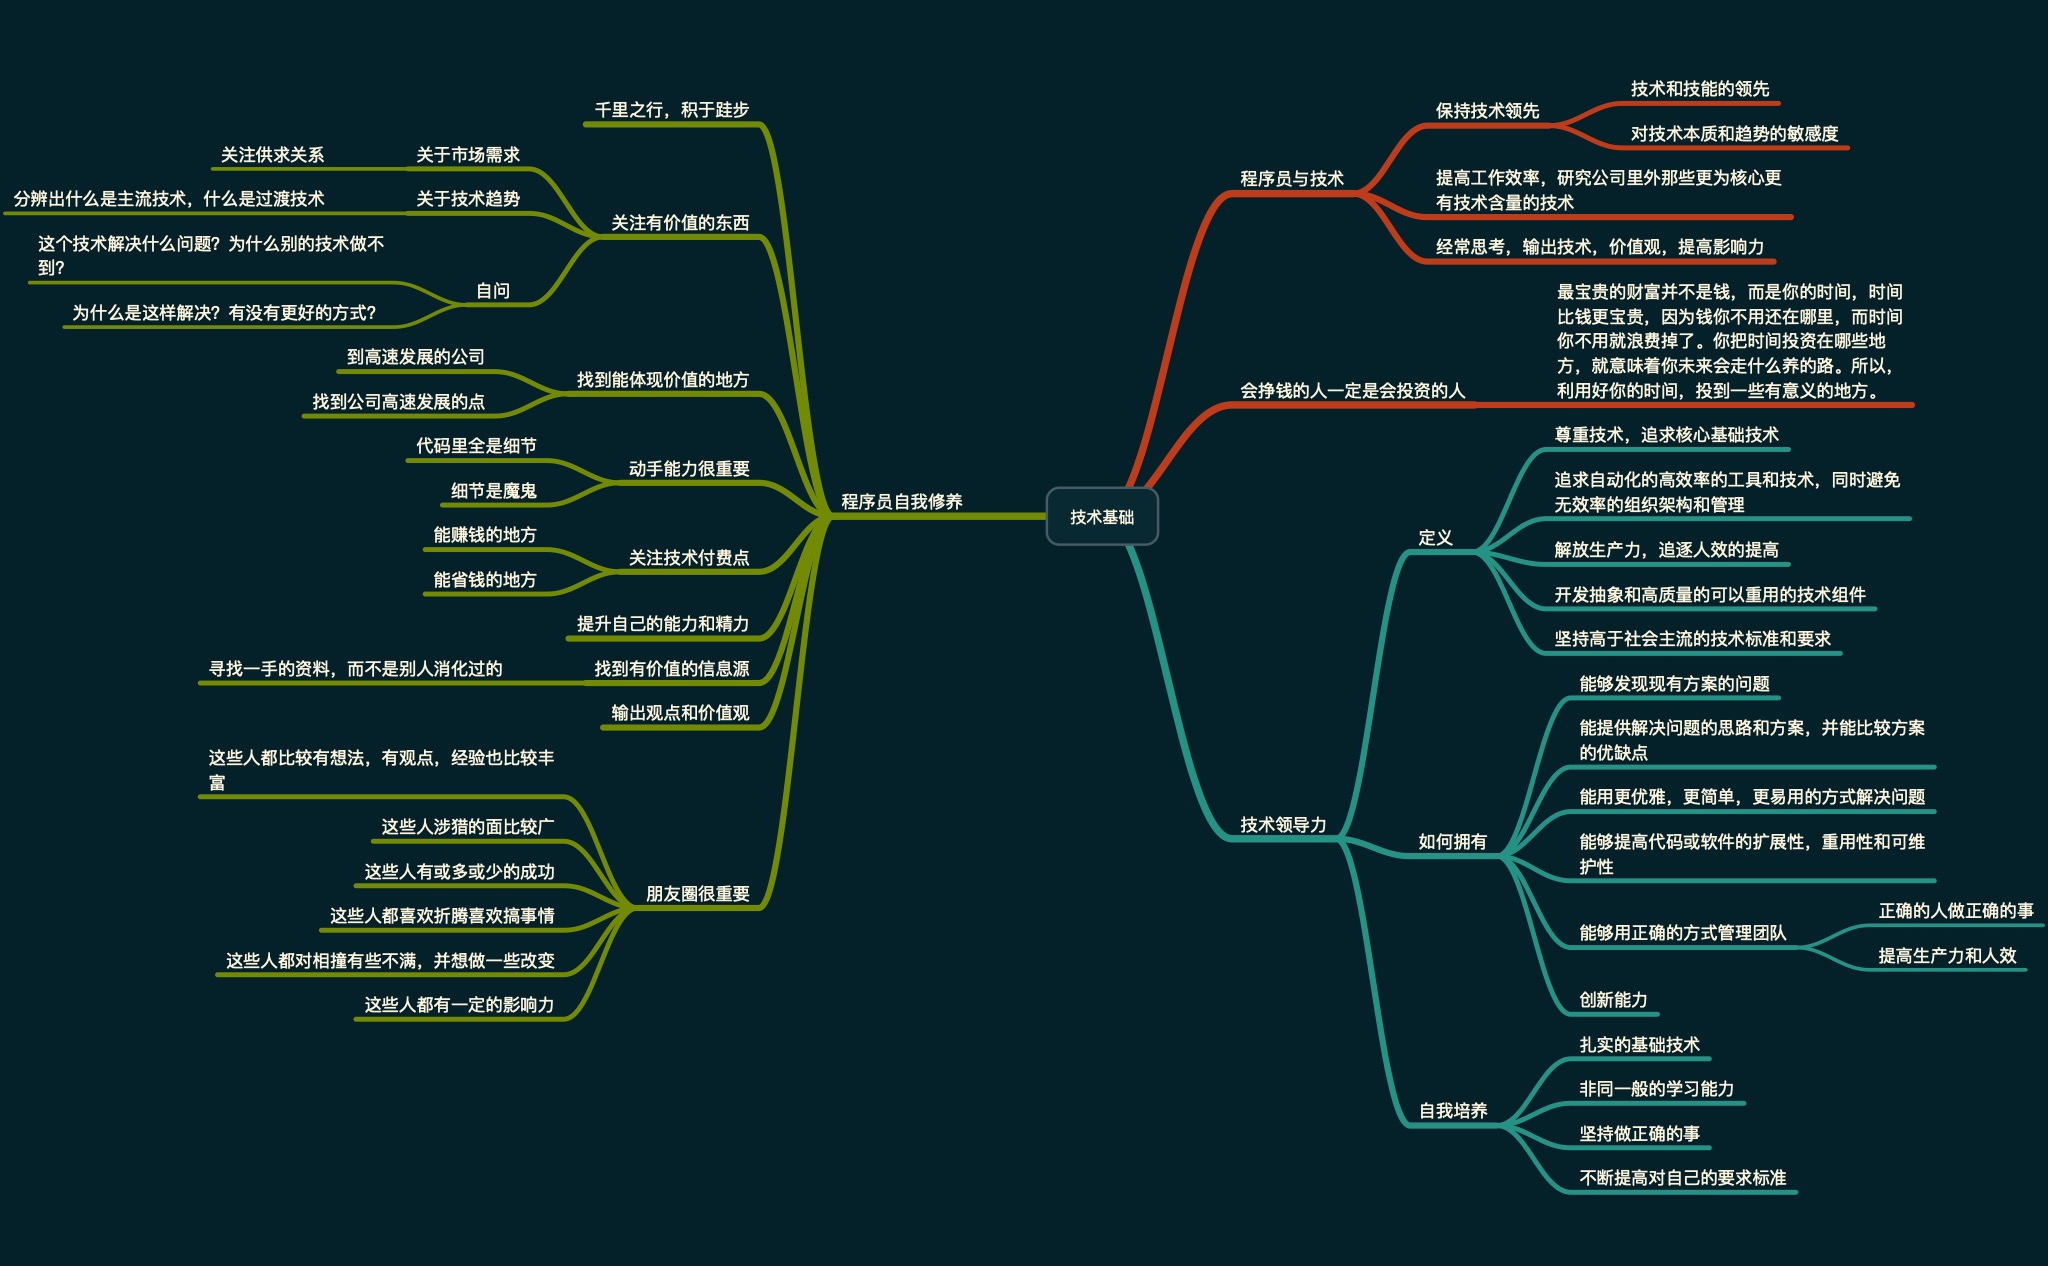 技术基础
程序员与技术
保持技术领先
技术和技能的领先
对技术本质和趋势的敏感度
提高工作效率，研究公司里外那些更为核心更
有技术含量的技术
经常思考，输出技术，价值观，提高影响力
会挣钱的人一定是会投资的人
最宝贵的财富并不是钱，而是你的时间，时间
比钱更宝贵，因为钱你不用还在哪里，而时间
你不用就浪费掉了。你把时间投资在哪些地
方，就意味着你未来会走什么养的路。所以，
利用好你的时间，投到一些有意义的地方。
技术领导力
定义
尊重技术，追求核心基础技术
追求自动化的高效率的工具和技术，同时避免
无效率的组织架构和管理
解放生产力，追逐人效的提高
开发抽象和高质量的可以重用的技术组件
坚持高于社会主流的技术标准和要求
如何拥有
能够发现现有方案的问题
能提供解决问题的思路和方案，并能比较方案
的优缺点
能用更优雅，更简单，更易用的方式解决问题
能够提高代码或软件的扩展性，重用性和可维
护性
能够用正确的方式管理团队
正确的人做正确的事
提高生产力和人效
创新能力
自我培养
扎实的基础技术
非同一般的学习能力
坚持做正确的事
不断提高对自己的要求标准
程序员自我修养
千里之行，积于跬步
关注有价值的东西
关于市场需求
关注供求关系
关于技术趋势
分辨出什么是主流技术，什么是过渡技术
自问
这个技术解决什么问题？为什么别的技术做不
到？
为什么是这样解决？有没有更好的方式？
找到能体现价值的地方
到高速发展的公司
找到公司高速发展的点
动手能力很重要
代码里全是细节
细节是魔鬼
关注技术付费点
能赚钱的地方
能省钱的地方
提升自己的能力和精力
找到有价值的信息源
寻找一手的资料，而不是别人消化过的
输出观点和价值观
朋友圈很重要
这些人都比较有想法，有观点，经验也比较丰
富
这些人涉猎的面比较广
这些人有或多或少的成功
这些人都喜欢折腾喜欢搞事情
这些人都对相撞有些不满，并想做一些改变
这些人都有一定的影响力